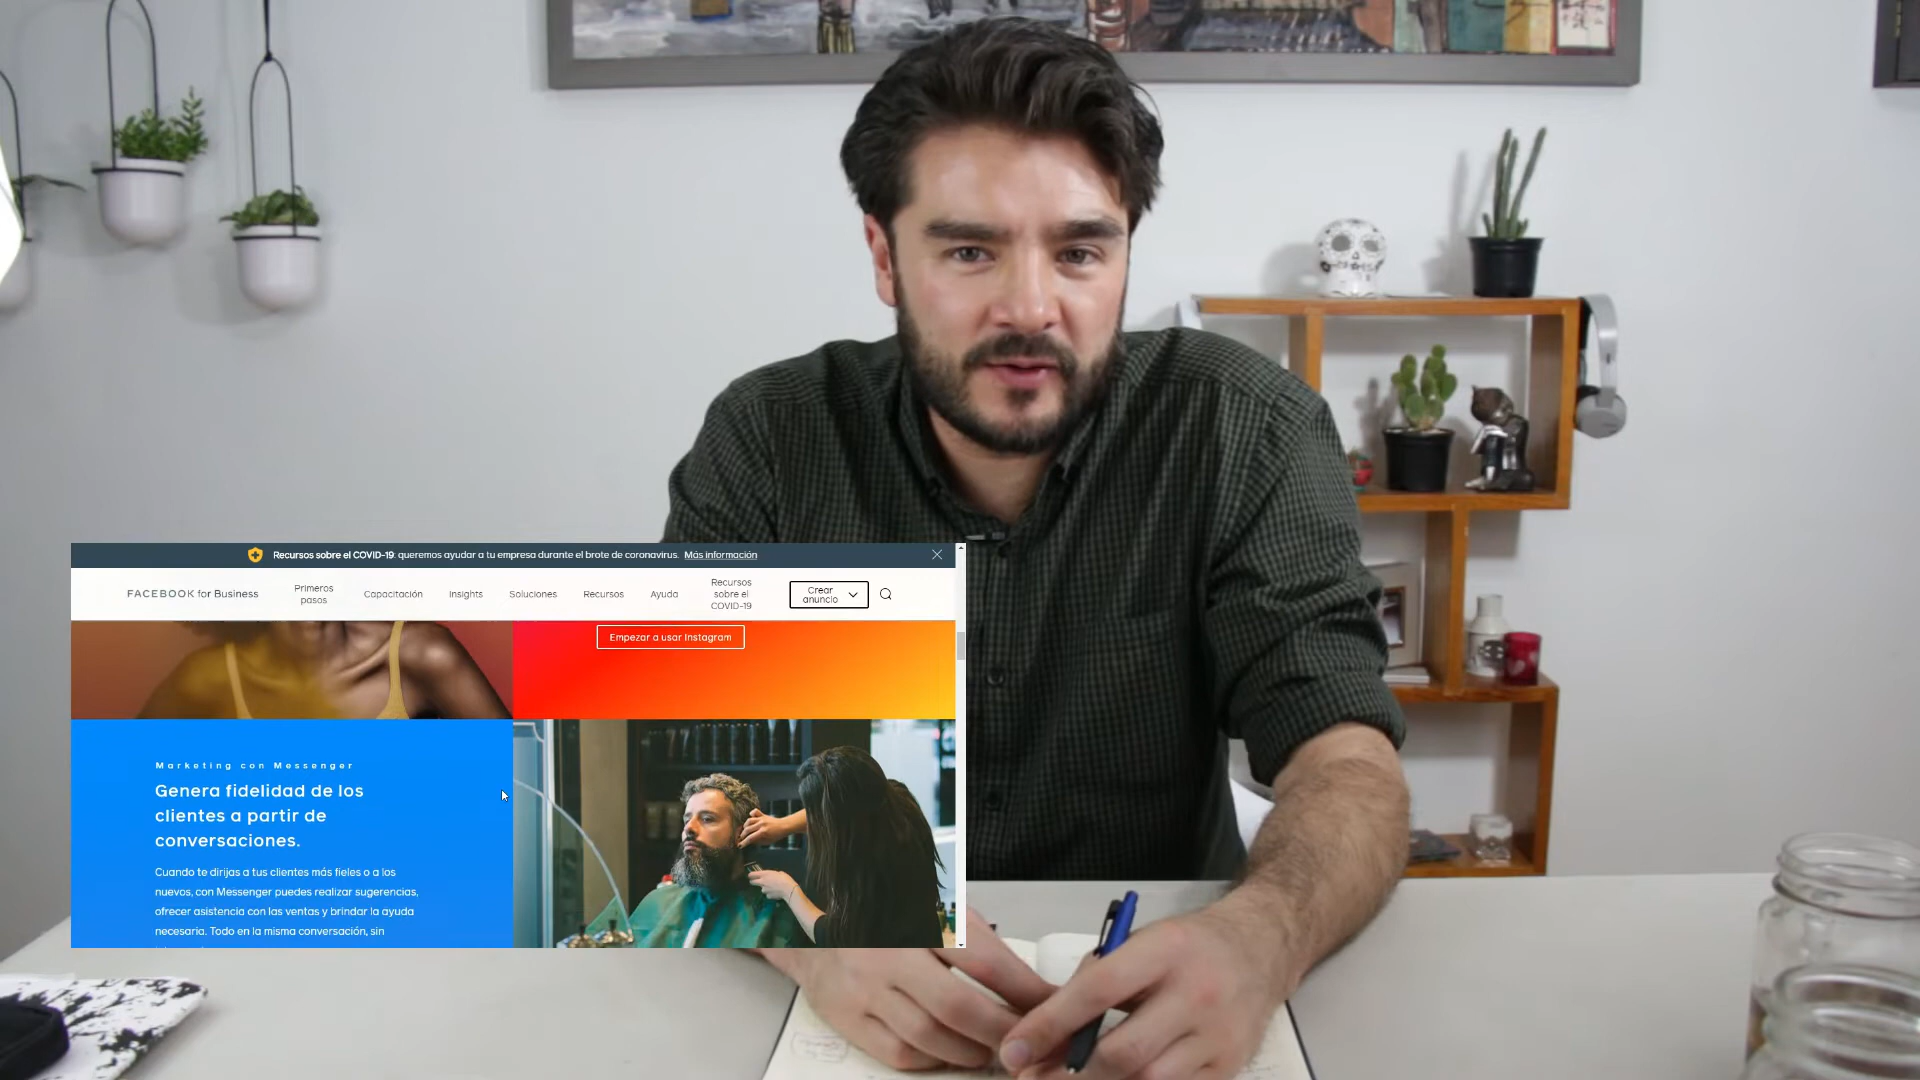 Recursos sobre el COVID-19: queremos ayudar a tu empresa durante el brote de coronavirus. Más información
FACEBOOK for Business
Primeros
pasos
Capacitación
Insights
Soluciones
Recursos
Ayuda
Recursos
sobre el
COVID-19
Crear
anuncio
Empezar a usar Instagram
Marketing con Messenger
Genera fidelidad de los
clientes a partir de
conversaciones.
Cuando te dirijas a tus clientes más fieles o a los
nuevos, con Messenger puedes realizar sugerencias,
ofrecer asistencia con las ventas y brindar la ayuda
necesaria. Todo en la misma conversación, sin